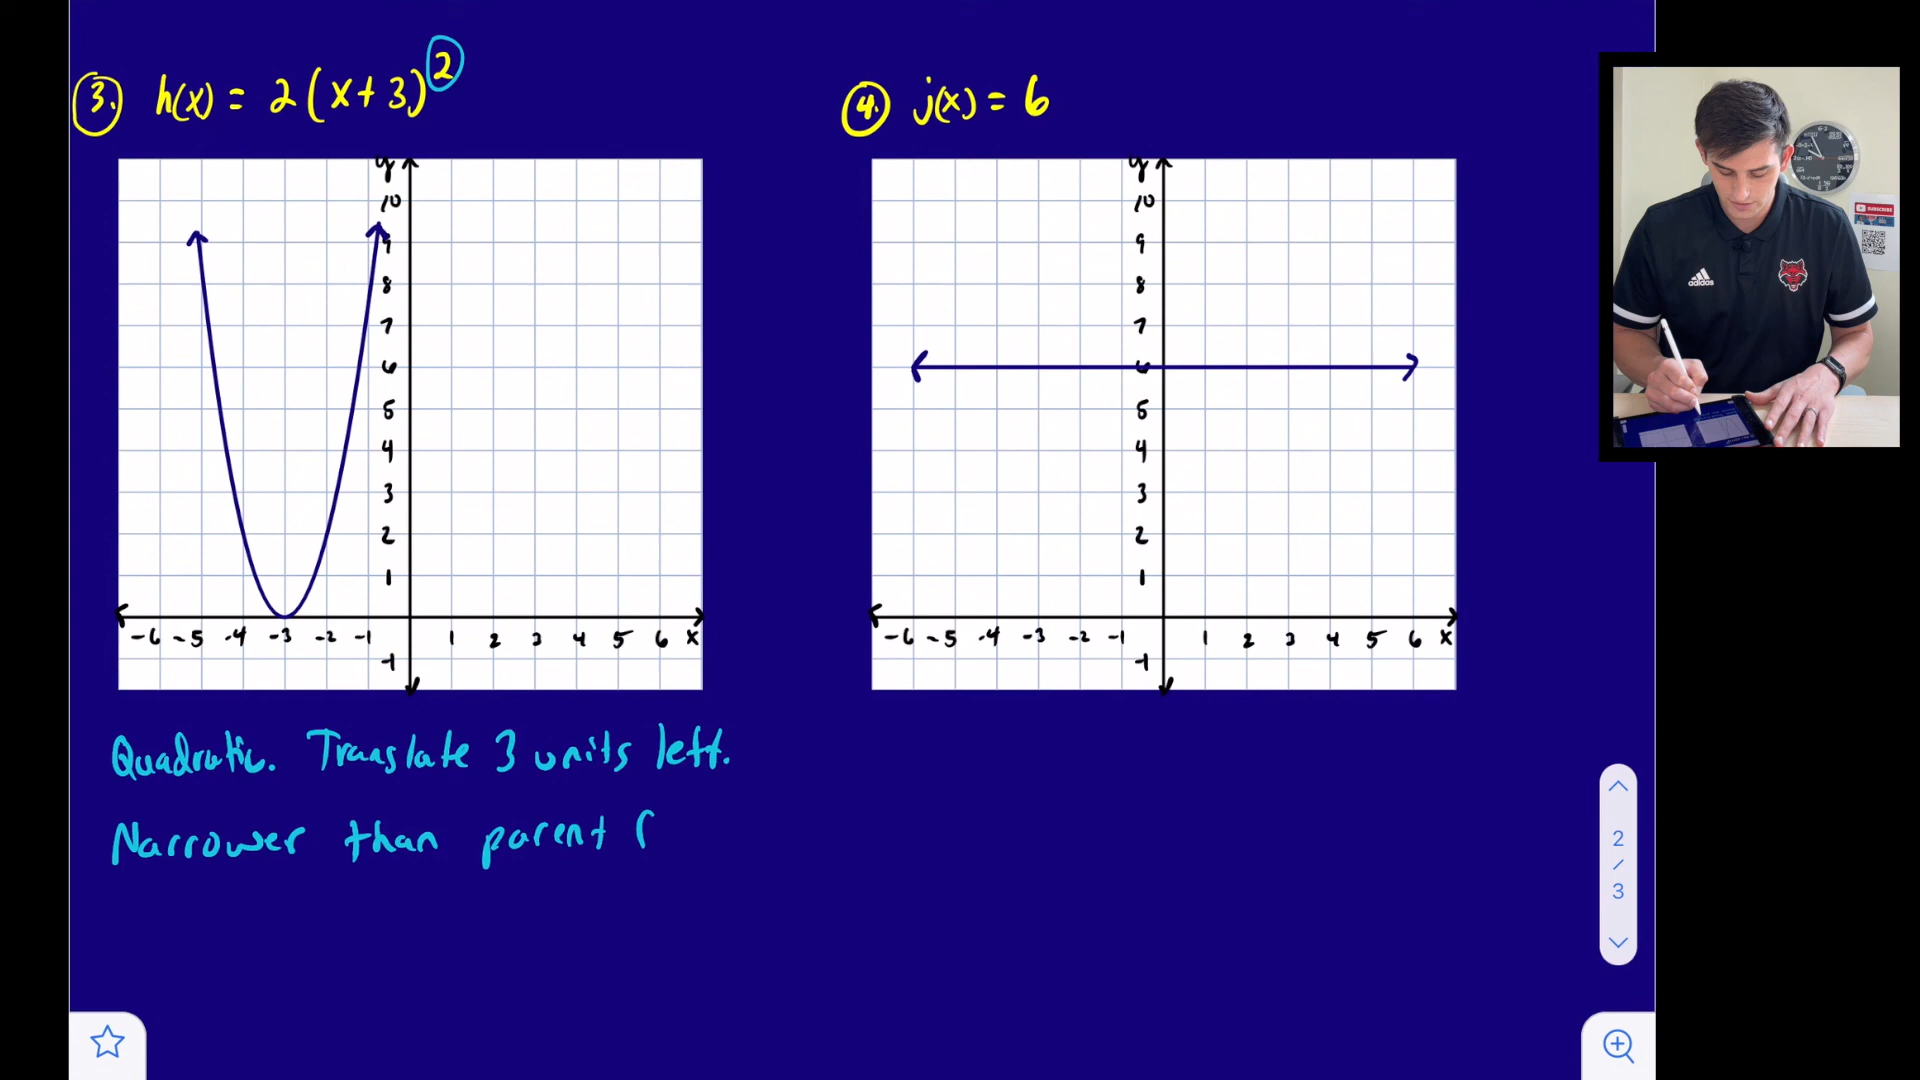 3. h(x) = 2(x+3)²
4. j(x) = 6
y
10
9
8
7
6
5
4
3
2
1
-6 -5 -4 -3 -2 -1 1 2 3 4 5 6 x
-1
y
10
9
8
7
6
5
4
3
2
1
-6 -5 -4 -3 -2 -1 1 2 3 4 5 6 x
-1
Quadratic. Translate 3 units left.
Narrower than parent f
adidas
SUBSCRIBE
2
/
3